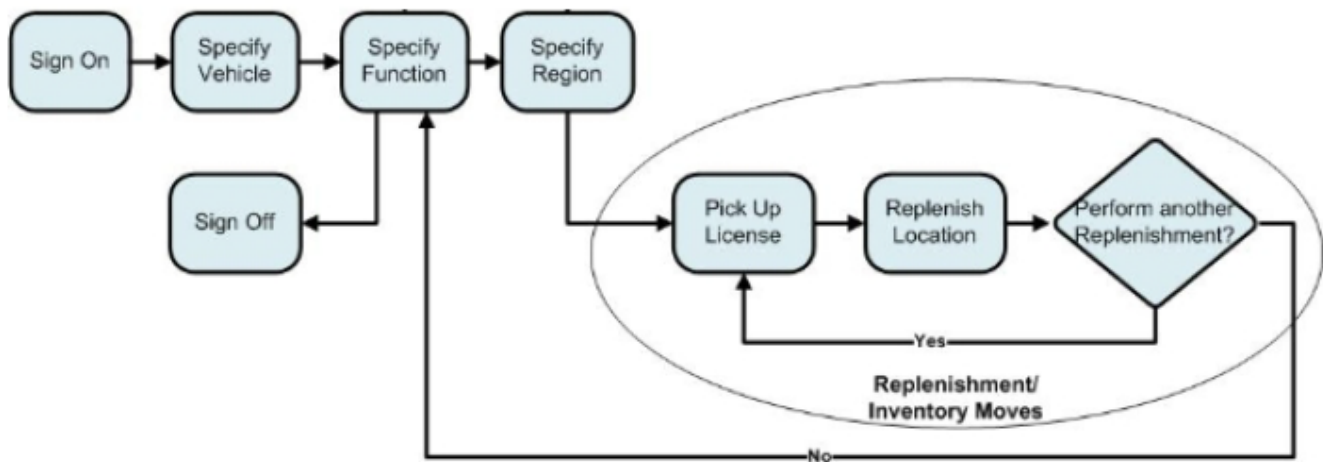 Sign On
Specify
Vehicle
Specify
Function
Specify
Region
Sign Off
Pick Up
License
Replenish
Location
Perform another
Replenishment?
Yes
Replenishment/
Inventory Moves
No